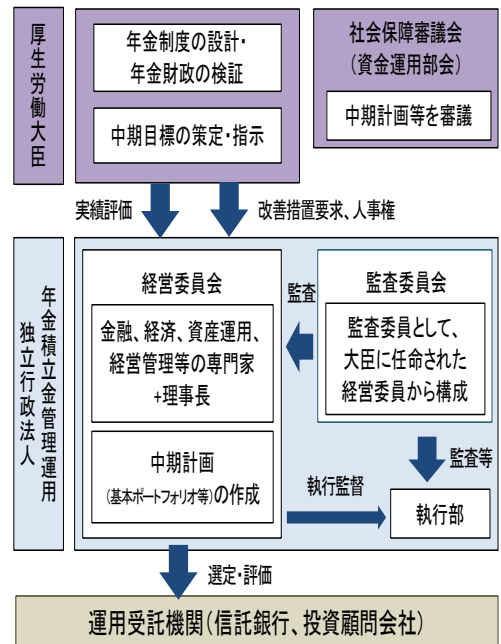 厚生労働大臣
年金制度の設計・
年金財政の検証
中期目標の策定・指示
社会保障審議会
(資金運用部会)
中期計画等を審議
実績評価
改善措置要求、人事権
年金積立金管理運用
独立行政法人
経営委員会
金融、経済、資産運用、
経営管理等の専門家
+理事長
中期計画
(基本ポートフォリオ等)の作成
監査
監査委員会
監査委員として、
大臣に任命された
経営委員から構成
監査等
執行監督
執行部
選定・評価
運用受託機関(信託銀行、投資顧問会社)